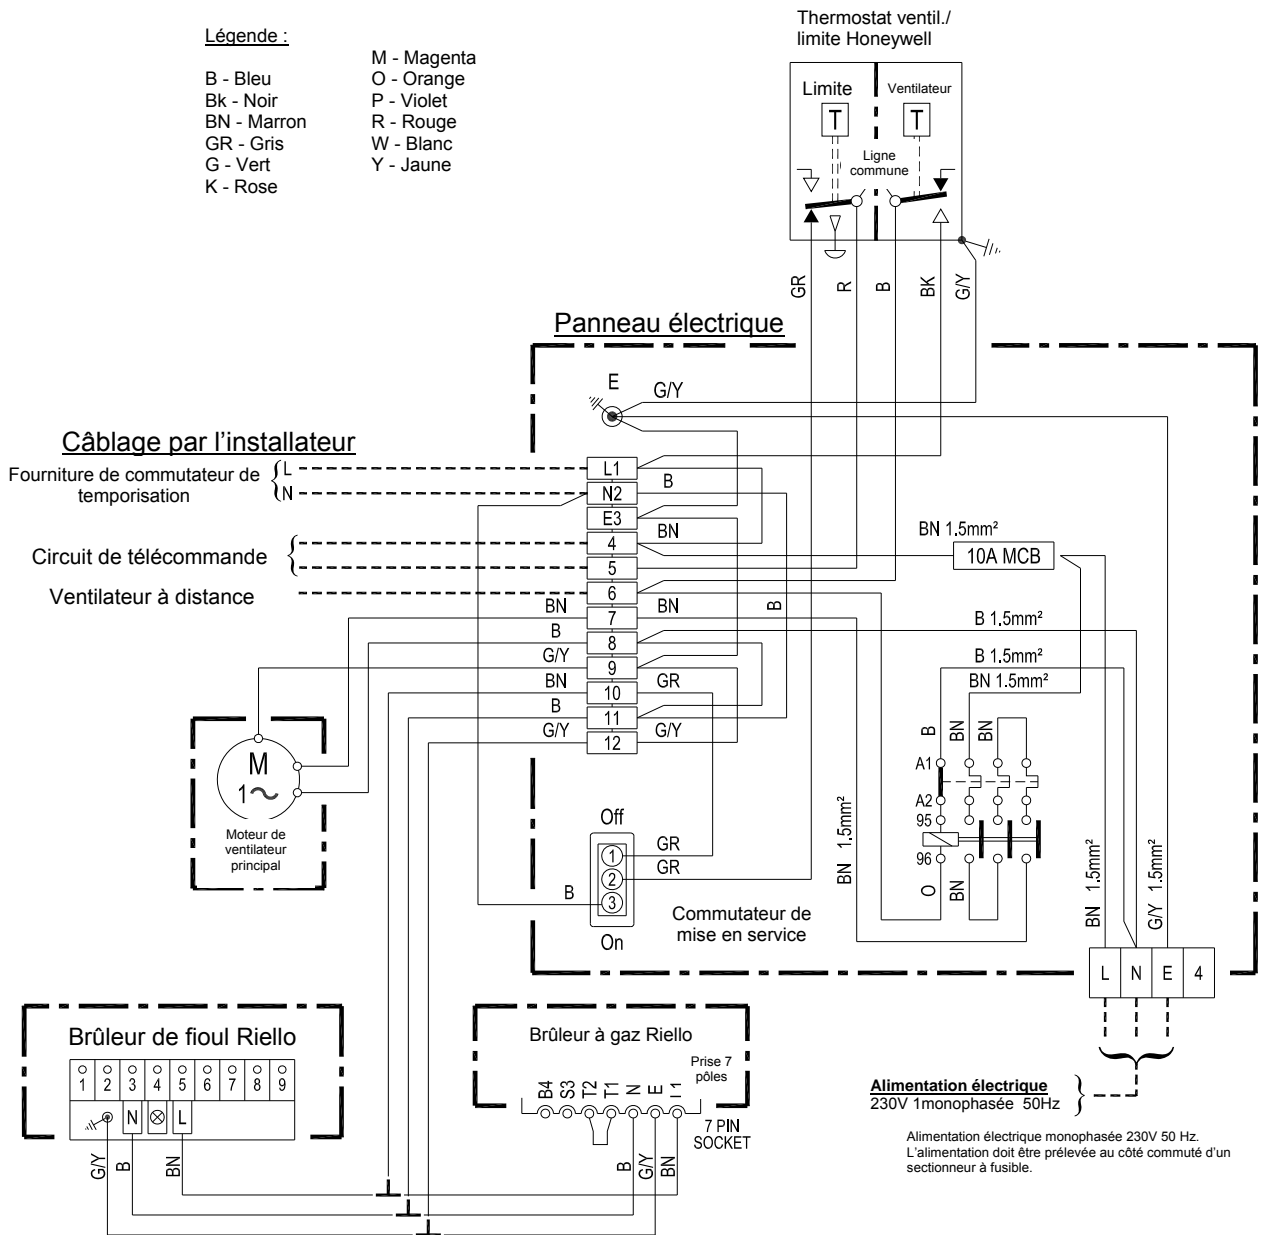 Légende :
B - Bleu
Bk - Noir
BN - Marron
GR - Gris
G - Vert
K - Rose
M - Magenta
O - Orange
P - Violet
R - Rouge
W - Blanc
Y - Jaune
Thermostat ventil./
limite Honeywell
Limite
Ventilateur
T
T
Ligne
commune
GR
R
B
BK
G/Y
Panneau électrique
E
G/Y
Câblage par l'installateur
Fourniture de commutateur de
temporisation
L
N
Circuit de télécommande
Ventilateur à distance
L1
N2
E3
4
5
6
7
8
9
10
11
12
B
BN
BN
B
BN
B
G/Y
BN
B
G/Y
GR
G/Y
BN 1.5mm²
10A MCB
B 1.5mm²
B 1.5mm²
BN 1.5mm²
B
BN
BN
A1
A2
95
96
O
BN
BN 1.5mm²
BN 1.5mm²
G/Y 1.5mm²
M
1~
Moteur de
ventilateur
principal
Off
1
2
3
On
GR
GR
B
Commutateur de
mise en service
L
N
E
4
Brûleur de fioul Riello
1
2
3
4
5
6
7
8
9
N
L
G/Y
B
BN
Brûleur à gaz Riello
Prise 7
pôles
B4
S3
T2
T1
N
E
I1
7 PIN
SOCKET
B
G/Y
BN
Alimentation électrique
230V 1monophasée 50Hz
Alimentation électrique monophasée 230V 50 Hz.
L'alimentation doit être prélevée au côté commuté d'un
sectionneur à fusible.